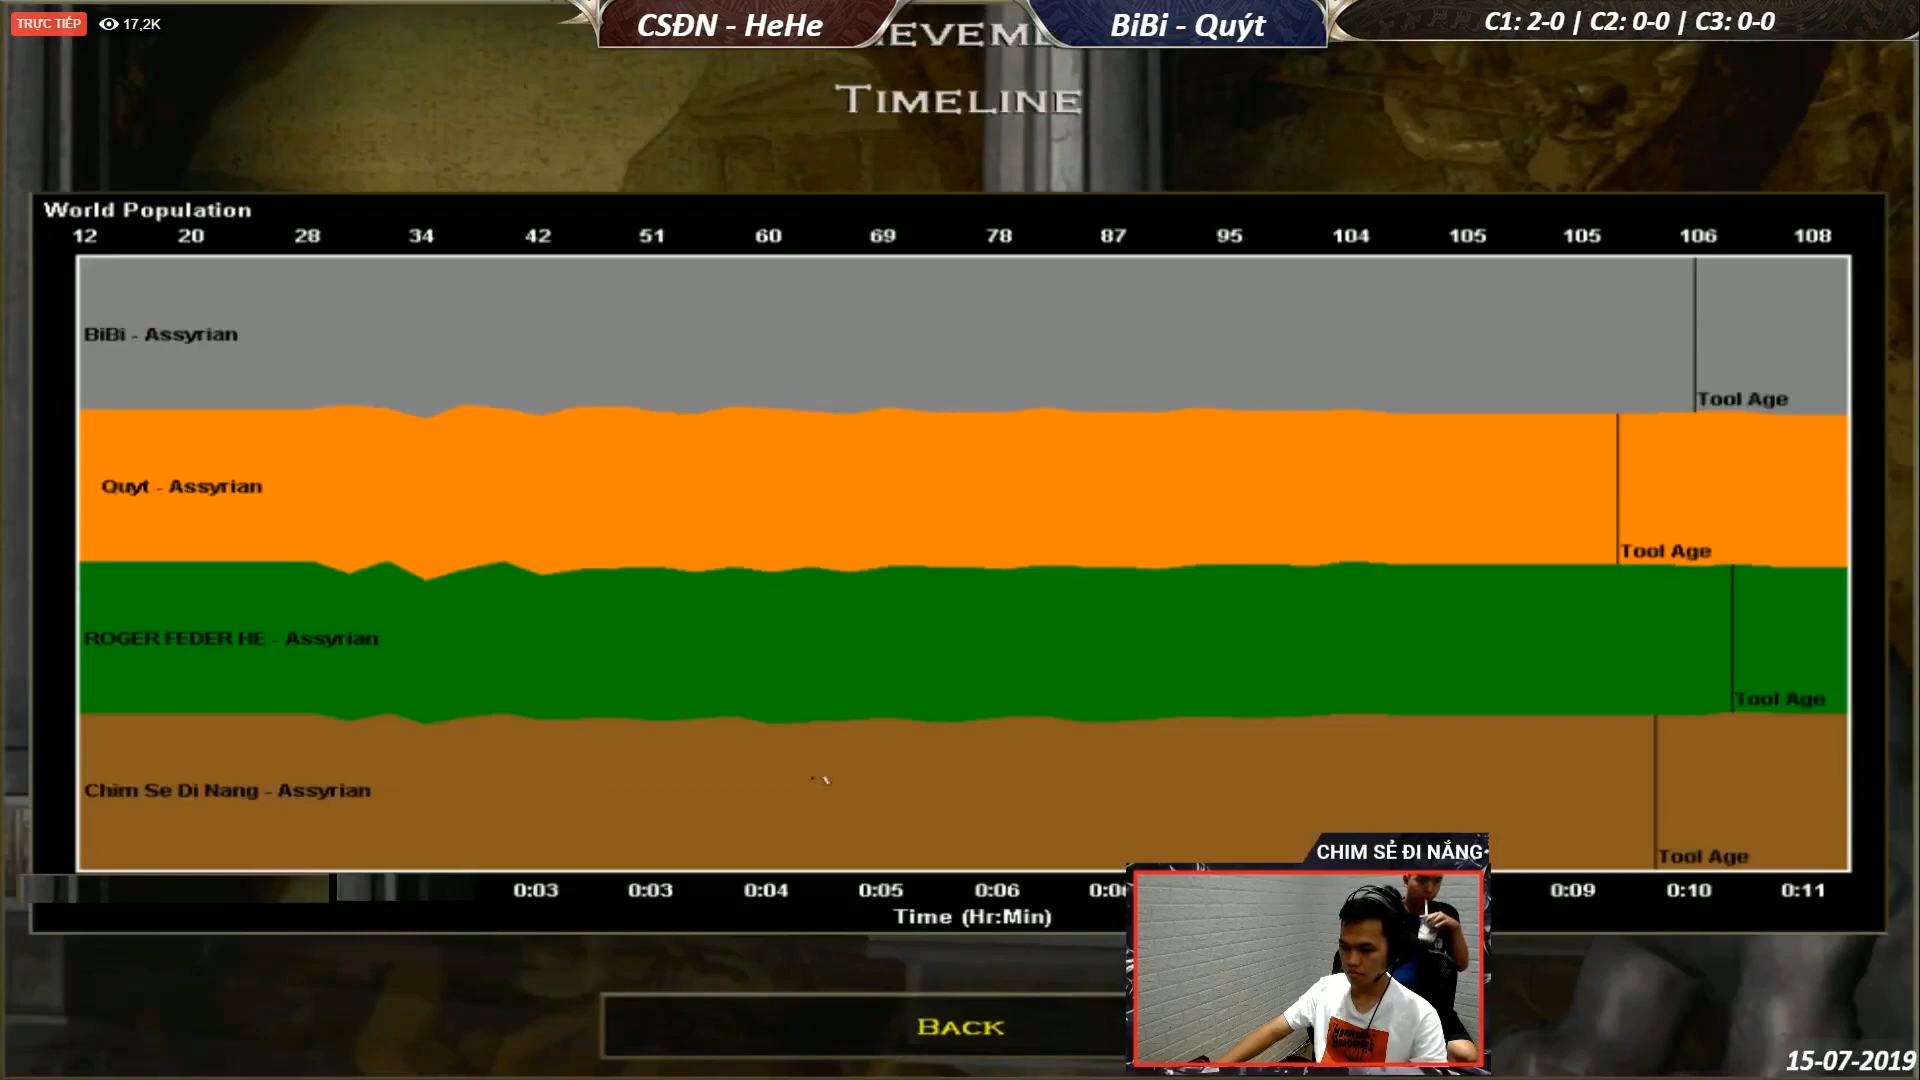 TRỰC TIẾP 17,2K
CSĐN - HeHe
BiBi - Quýt
C1: 2-0 | C2: 0-0 | C3: 0-0
TIMELINE
World Population
12 20 28 34 42 51 60 69 78 87 95 104 105 105 106 108
BiBi - Assyrian
Tool Age
Quyt - Assyrian
Tool Age
ROGER FEDER HE - Assyrian
Tool Age
Chim Se Di Nang - Assyrian
Tool Age
CHIM SẺ ĐI NẮNG
0:03 0:03 0:04 0:05 0:06 0:09 0:10 0:11
Time (Hr:Min)
BACK
15-07-2019